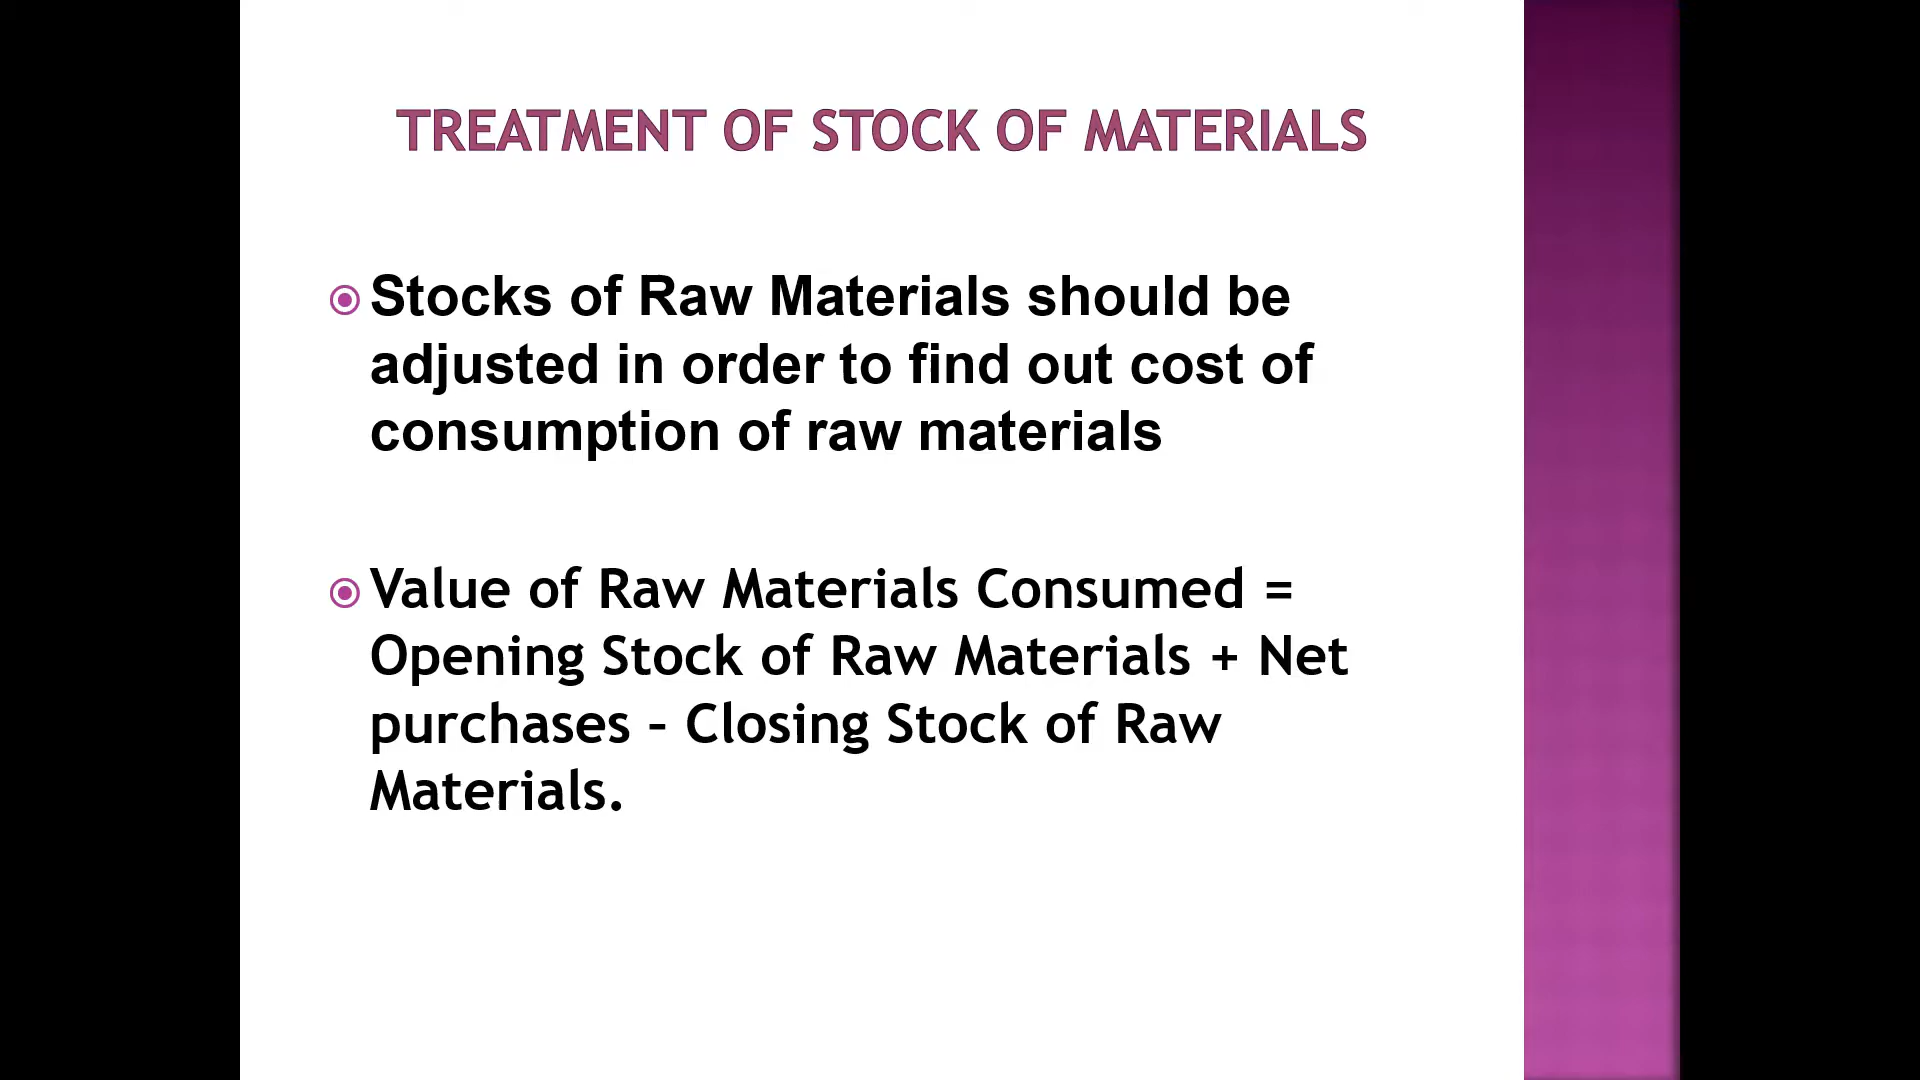 TREATMENT OF STOCK OF MATERIALS
Stocks of Raw Materials should be
adjusted in order to find out cost of
consumption of raw materials
Value of Raw Materials Consumed =
Opening Stock of Raw Materials + Net
purchases – Closing Stock of Raw
Materials.